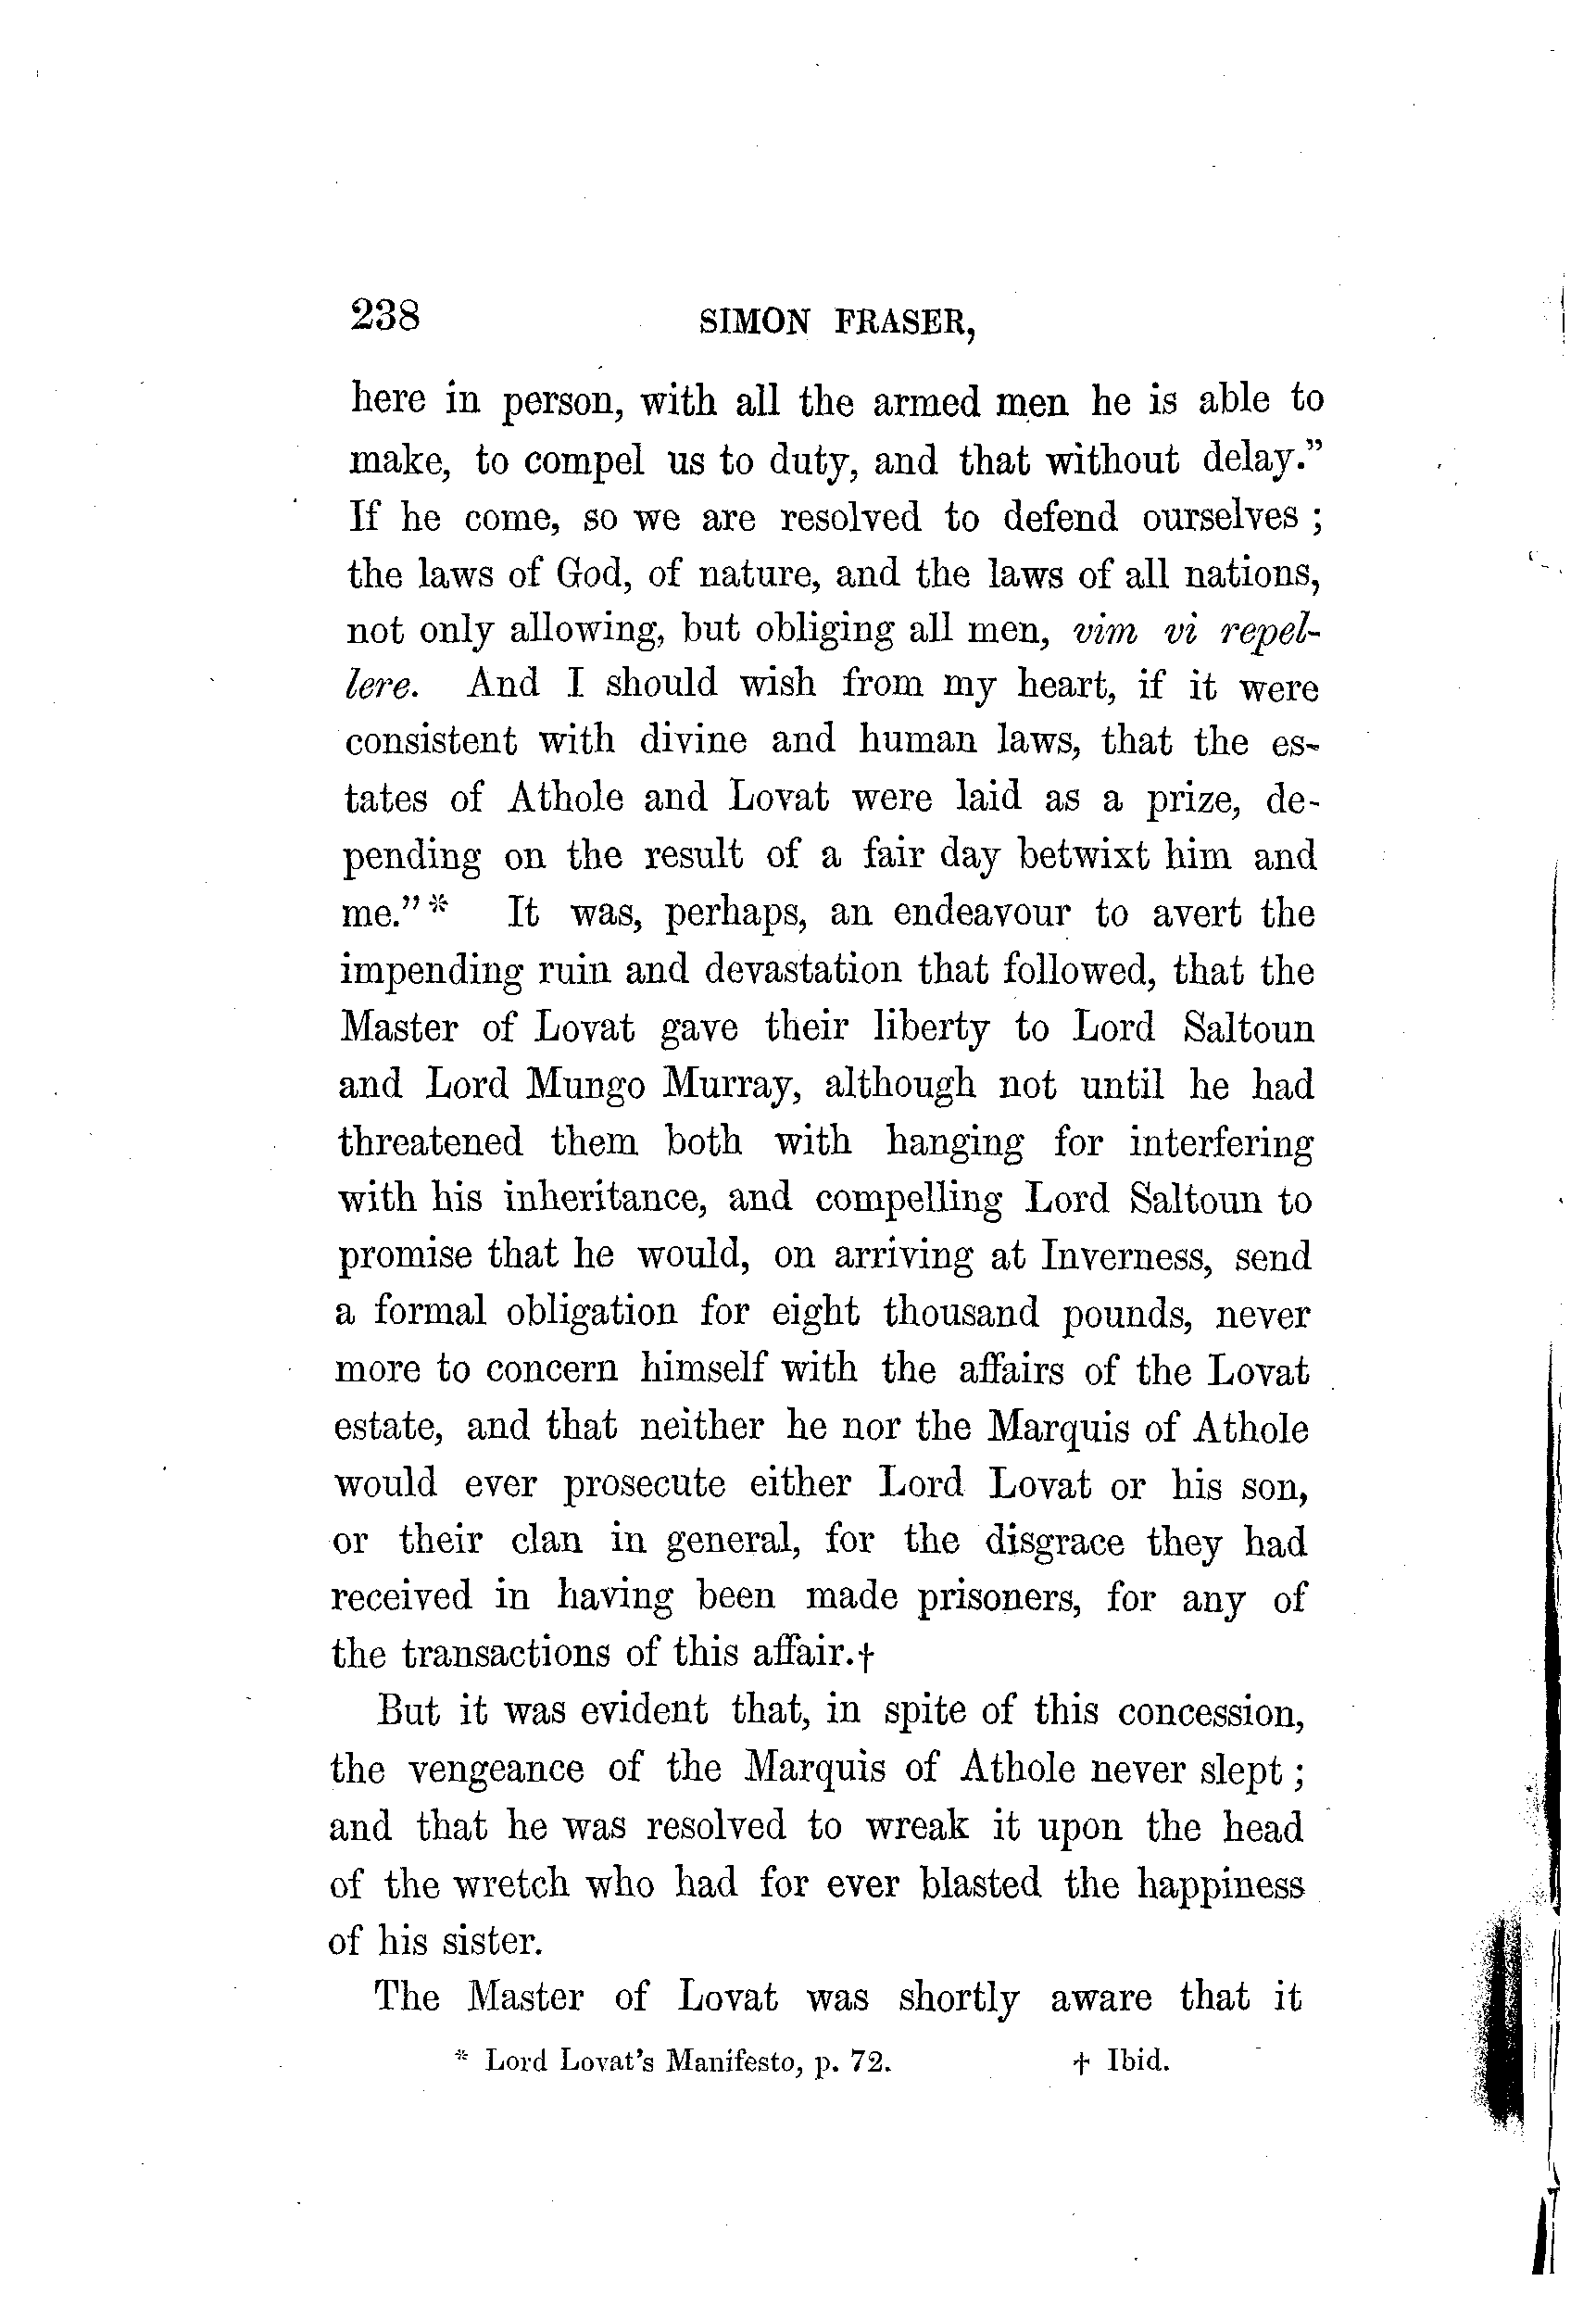 238 SIMON FRASER,
here in person, with all the armed men he is able to
make, to compel us to duty, and that without delay.”
If he come, so we are resolved to defend ourselves ;
the laws of God, of nature, and the laws of all nations,
not only allowing, but obliging all men, vim vi repel-
lere. And I should wish from my heart, if it were
consistent with divine and human laws, that the es-
tates of Athole and Lovat were laid as a prize, de-
pending on the result of a fair day betwixt him and
me.”* It was, perhaps, an endeavour to avert the
impending ruin and devastation that followed, that the
Master of Lovat gave their liberty to Lord Saltoun
and Lord Mungo Murray, although not until he had
threatened them both with hanging for interfering
with his inheritance, and compelling Lord Saltoun to
promise that he would, on arriving at Inverness, send
a formal obligation for eight thousand pounds, never
more to concern himself with the affairs of the Lovat
estate, and that neither he nor the Marquis of Athole
would ever prosecute either Lord Lovat or his son,
or their clan in general, for the disgrace they had
received in having been made prisoners, for any of
the transactions of this affair.†
But it was evident that, in spite of this concession,
the vengeance of the Marquis of Athole never slept ;
and that he was resolved to wreak it upon the head
of the wretch who had for ever blasted the happiness
of his sister.
The Master of Lovat was shortly aware that it
* Lord Lovat’s Manifesto, p. 72. † Ibid.